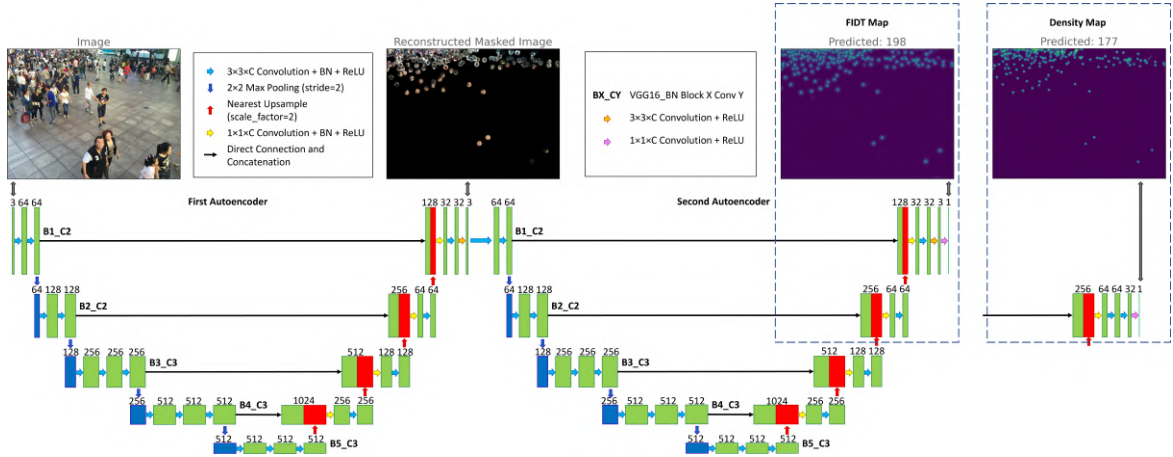 FIDT Map
Density Map
Image
Reconstructed Masked Image
Predicted: 198
Predicted: 177
3×3×C Convolution + BN + ReLU
2×2 Max Pooling (stride=2)
Nearest Upsample
(scale_factor=2)
1×1×C Convolution + BN + ReLU
Direct Connection and
Concatenation
BX_CY VGG16_BN Block X Conv Y
3×3×C Convolution + ReLU
1×1×C Convolution + ReLU
First Autoencoder
Second Autoencoder
3 64 64
128 32 32 3
64 64
128 32 32 3 1
B1_C2
B1_C2
64 128 128
256 64 64
64 128 128
256 64 64
256 64 64 32 1
B2_C2
B2_C2
128 256 256 256
512 128 128
128 256 256 256
512 128 128
B3_C3
B3_C3
256 512 512 512
1024 256 256
256 512 512 512
1024 256 256
B4_C3
B4_C3
512 512 512 512
512 512 512 512
B5_C3
B5_C3